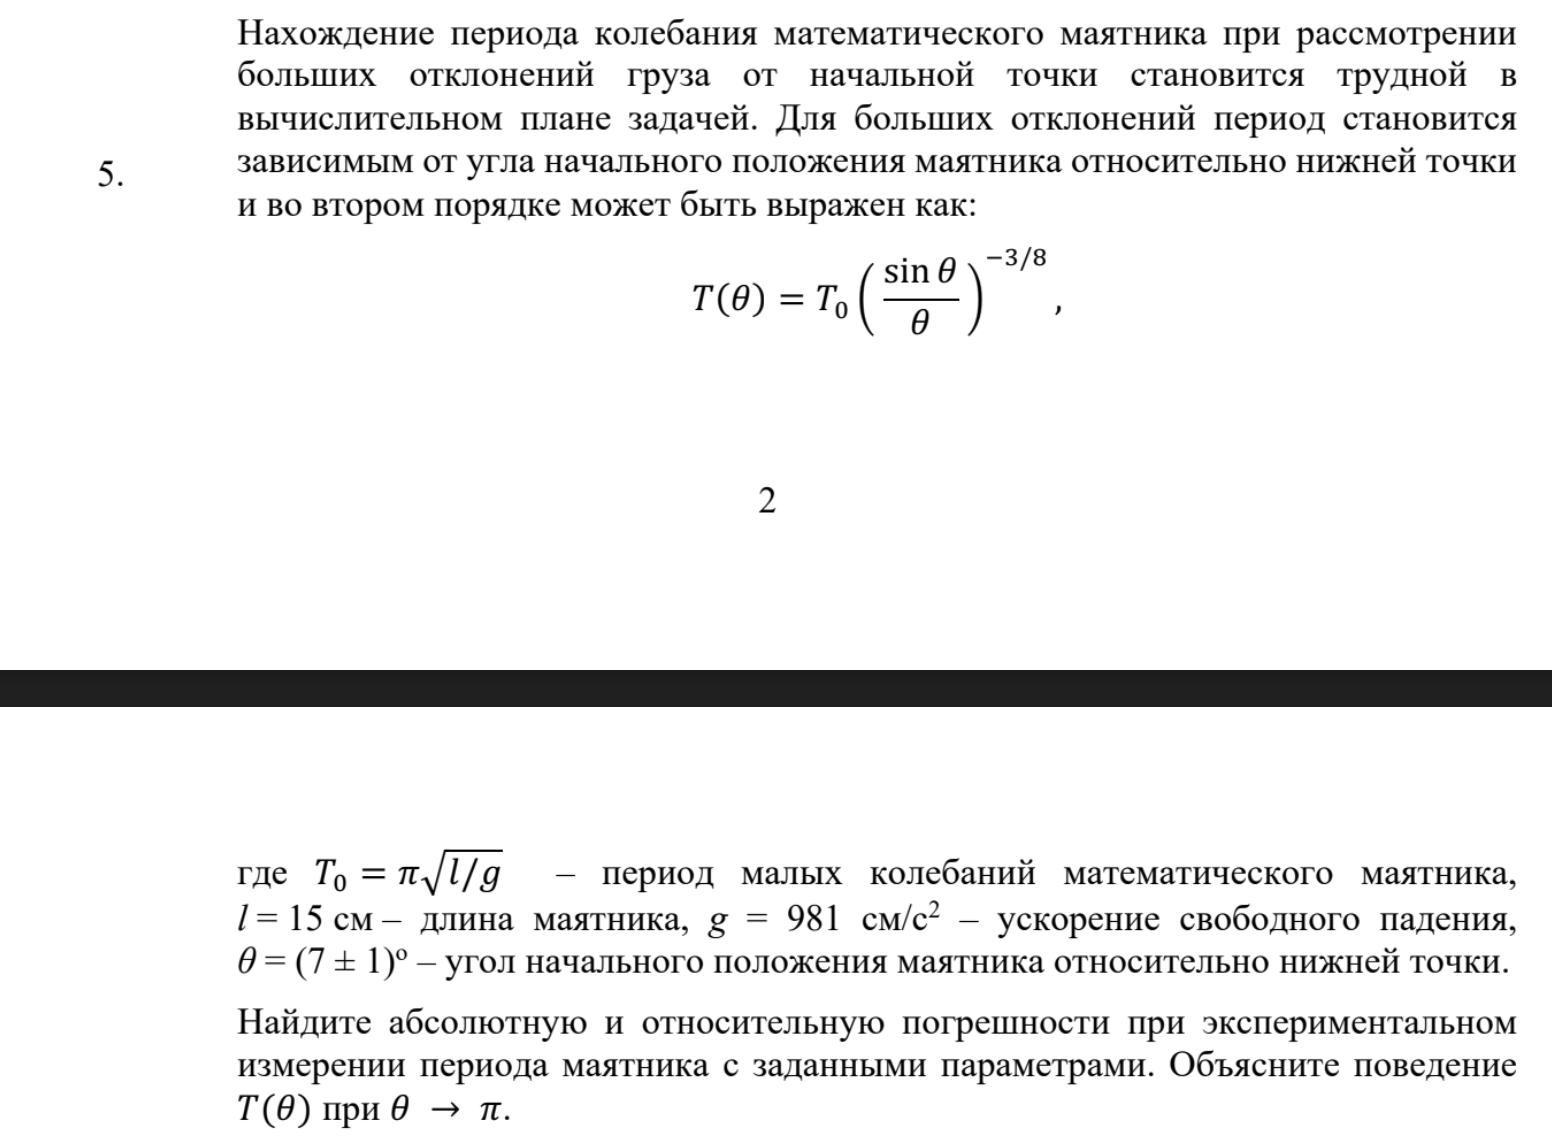 Нахождение периода колебания математического маятника при рассмотрении
больших отклонений груза от начальной точки становится трудной в
вычислительном плане задачей. Для больших отклонений период становится
5. зависимым от угла начального положения маятника относительно нижней точки
и во втором порядке может быть выражен как:
T(θ) = T₀ (sin θ / θ)^{−3/8},
2
где T₀ = π√(l/g) – период малых колебаний математического маятника,
l = 15 см – длина маятника, g = 981 см/с² – ускорение свободного падения,
θ = (7 ± 1)º – угол начального положения маятника относительно нижней точки.
Найдите абсолютную и относительную погрешности при экспериментальном
измерении периода маятника с заданными параметрами. Объясните поведение
T(θ) при θ → π.